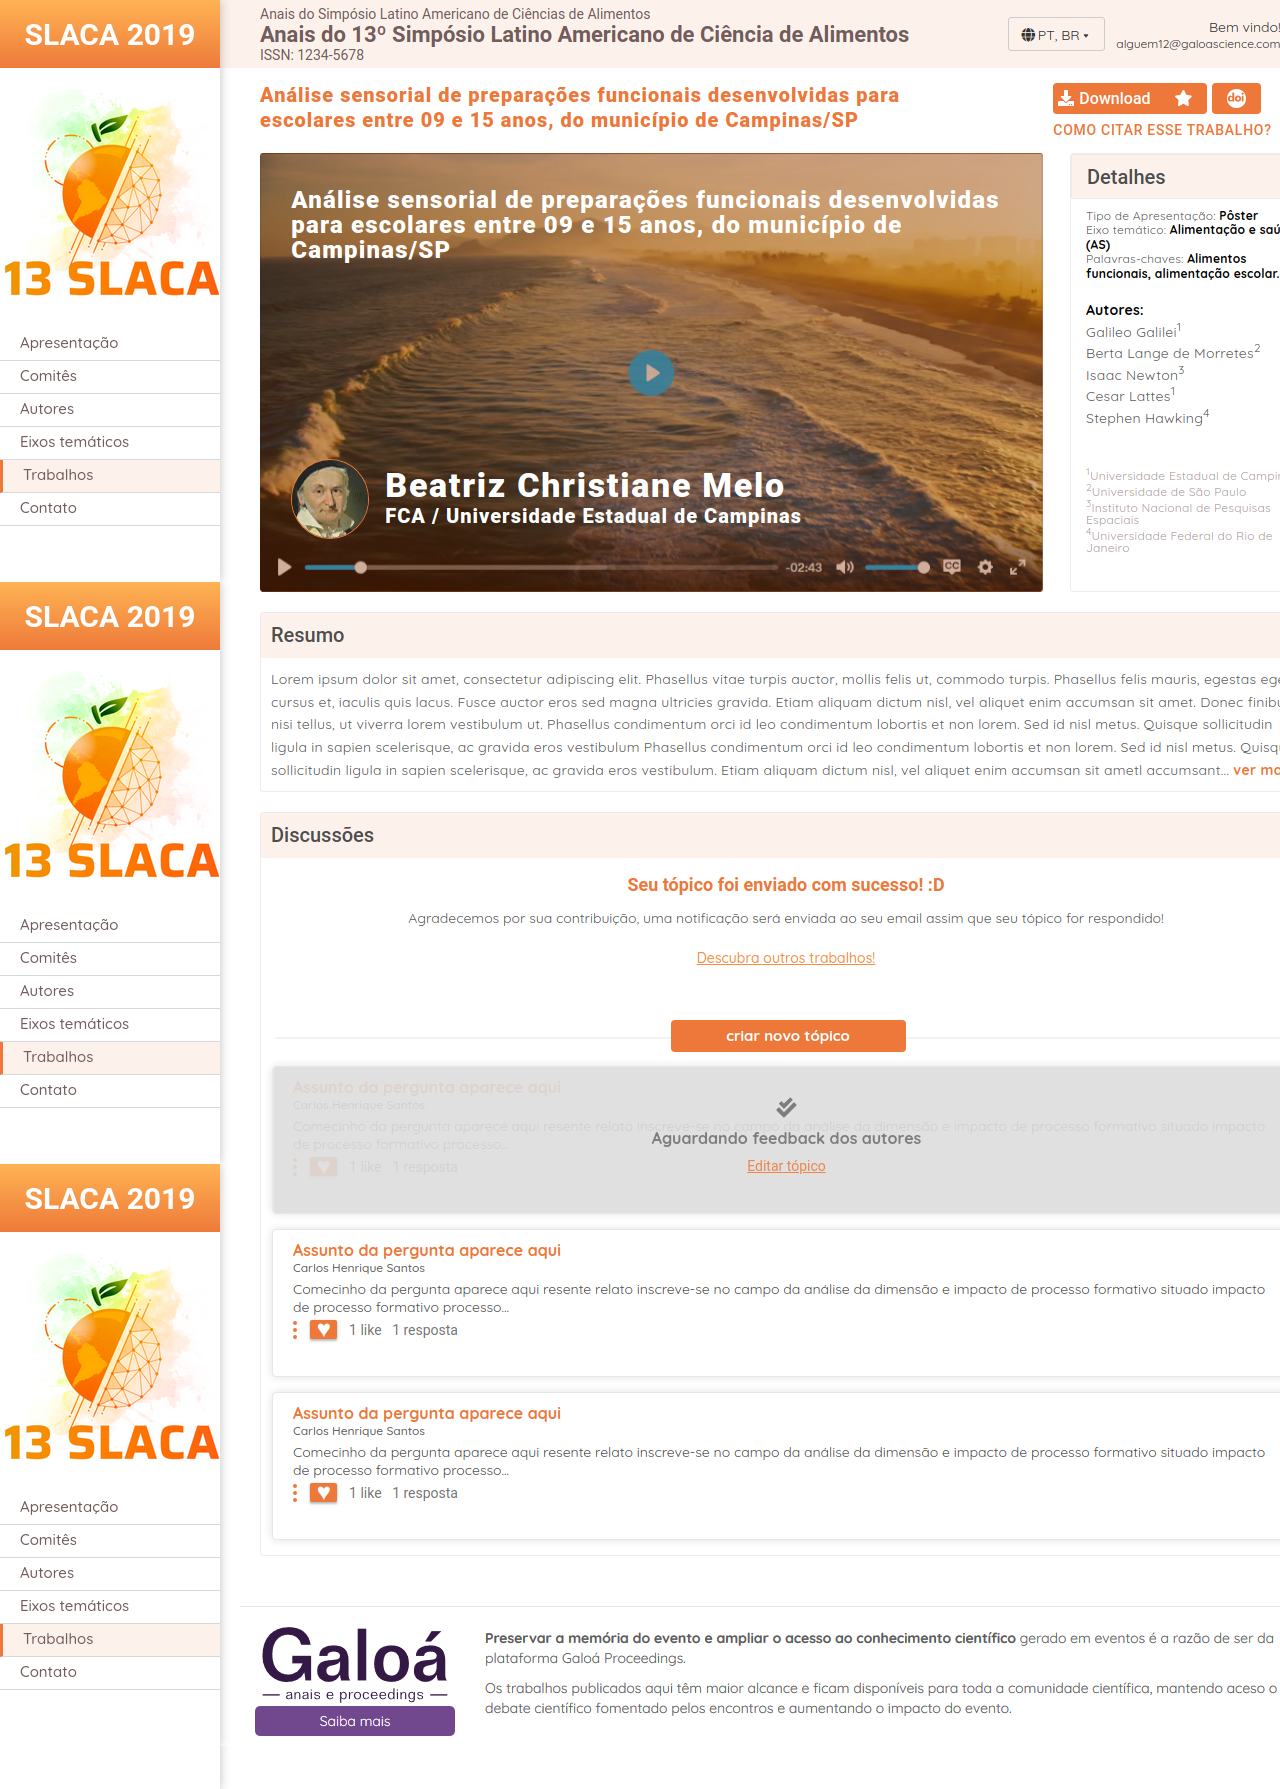 SLACA 2019
13 SLACA
Apresentação
Comitês
Autores
Eixos temáticos
Trabalhos
Contato
SLACA 2019
13 SLACA
Apresentação
Comitês
Autores
Eixos temáticos
Trabalhos
Contato
SLACA 2019
13 SLACA
Apresentação
Comitês
Autores
Eixos temáticos
Trabalhos
Contato
Anais do Simpósio Latino Americano de Ciências de Alimentos
Anais do 13º Simpósio Latino Americano de Ciência de Alimentos
ISSN: 1234-5678
PT, BR
Bem vindo!
alguem12@galoascience.com
Análise sensorial de preparações funcionais desenvolvidas para
escolares entre 09 e 15 anos, do município de Campinas/SP
Download
doi
COMO CITAR ESSE TRABALHO?
Análise sensorial de preparações funcionais desenvolvidas
para escolares entre 09 e 15 anos, do município de
Campinas/SP
Beatriz Christiane Melo
FCA / Universidade Estadual de Campinas
-02:43
CC
Detalhes
Tipo de Apresentação: Pôster
Eixo temático: Alimentação e saú
(AS)
Palavras-chaves: Alimentos
funcionais, alimentação escolar.
Autores:
Galileo Galilei1
Berta Lange de Morretes2
Isaac Newton3
Cesar Lattes1
Stephen Hawking4
1Universidade Estadual de Campin
2Universidade de São Paulo
3Instituto Nacional de Pesquisas
Espaciais
4Universidade Federal do Rio de
Janeiro
Resumo
Lorem ipsum dolor sit amet, consectetur adipiscing elit. Phasellus vitae turpis auctor, mollis felis ut, commodo turpis. Phasellus felis mauris, egestas ege
cursus et, iaculis quis lacus. Fusce auctor eros sed magna ultricies gravida. Etiam aliquam dictum nisl, vel aliquet enim accumsan sit amet. Donec finibu
nisi tellus, ut viverra lorem vestibulum ut. Phasellus condimentum orci id leo condimentum lobortis et non lorem. Sed id nisl metus. Quisque sollicitudin
ligula in sapien scelerisque, ac gravida eros vestibulum Phasellus condimentum orci id leo condimentum lobortis et non lorem. Sed id nisl metus. Quisqu
sollicitudin ligula in sapien scelerisque, ac gravida eros vestibulum. Etiam aliquam dictum nisl, vel aliquet enim accumsan sit ametl accumsant... ver ma
Discussões
Seu tópico foi enviado com sucesso! :D
Agradecemos por sua contribuição, uma notificação será enviada ao seu email assim que seu tópico for respondido!
Descubra outros trabalhos!
criar novo tópico
Assunto da pergunta aparece aqui
Carlos Henrique Santos
Comecinho da pergunta aparece aqui resente relato inscreve-se no campo da análise da dimensão e impacto de processo formativo situado impacto
de processo formativo processo...
1 like 1 resposta
Aguardando feedback dos autores
Editar tópico
Assunto da pergunta aparece aqui
Carlos Henrique Santos
Comecinho da pergunta aparece aqui resente relato inscreve-se no campo da análise da dimensão e impacto de processo formativo situado impacto
de processo formativo processo...
1 like 1 resposta
Assunto da pergunta aparece aqui
Carlos Henrique Santos
Comecinho da pergunta aparece aqui resente relato inscreve-se no campo da análise da dimensão e impacto de processo formativo situado impacto
de processo formativo processo...
1 like 1 resposta
Galoá
anais e proceedings
Saiba mais
Preservar a memória do evento e ampliar o acesso ao conhecimento científico gerado em eventos é a razão de ser da
plataforma Galoá Proceedings.
Os trabalhos publicados aqui têm maior alcance e ficam disponíveis para toda a comunidade científica, mantendo aceso o
debate científico fomentado pelos encontros e aumentando o impacto do evento.